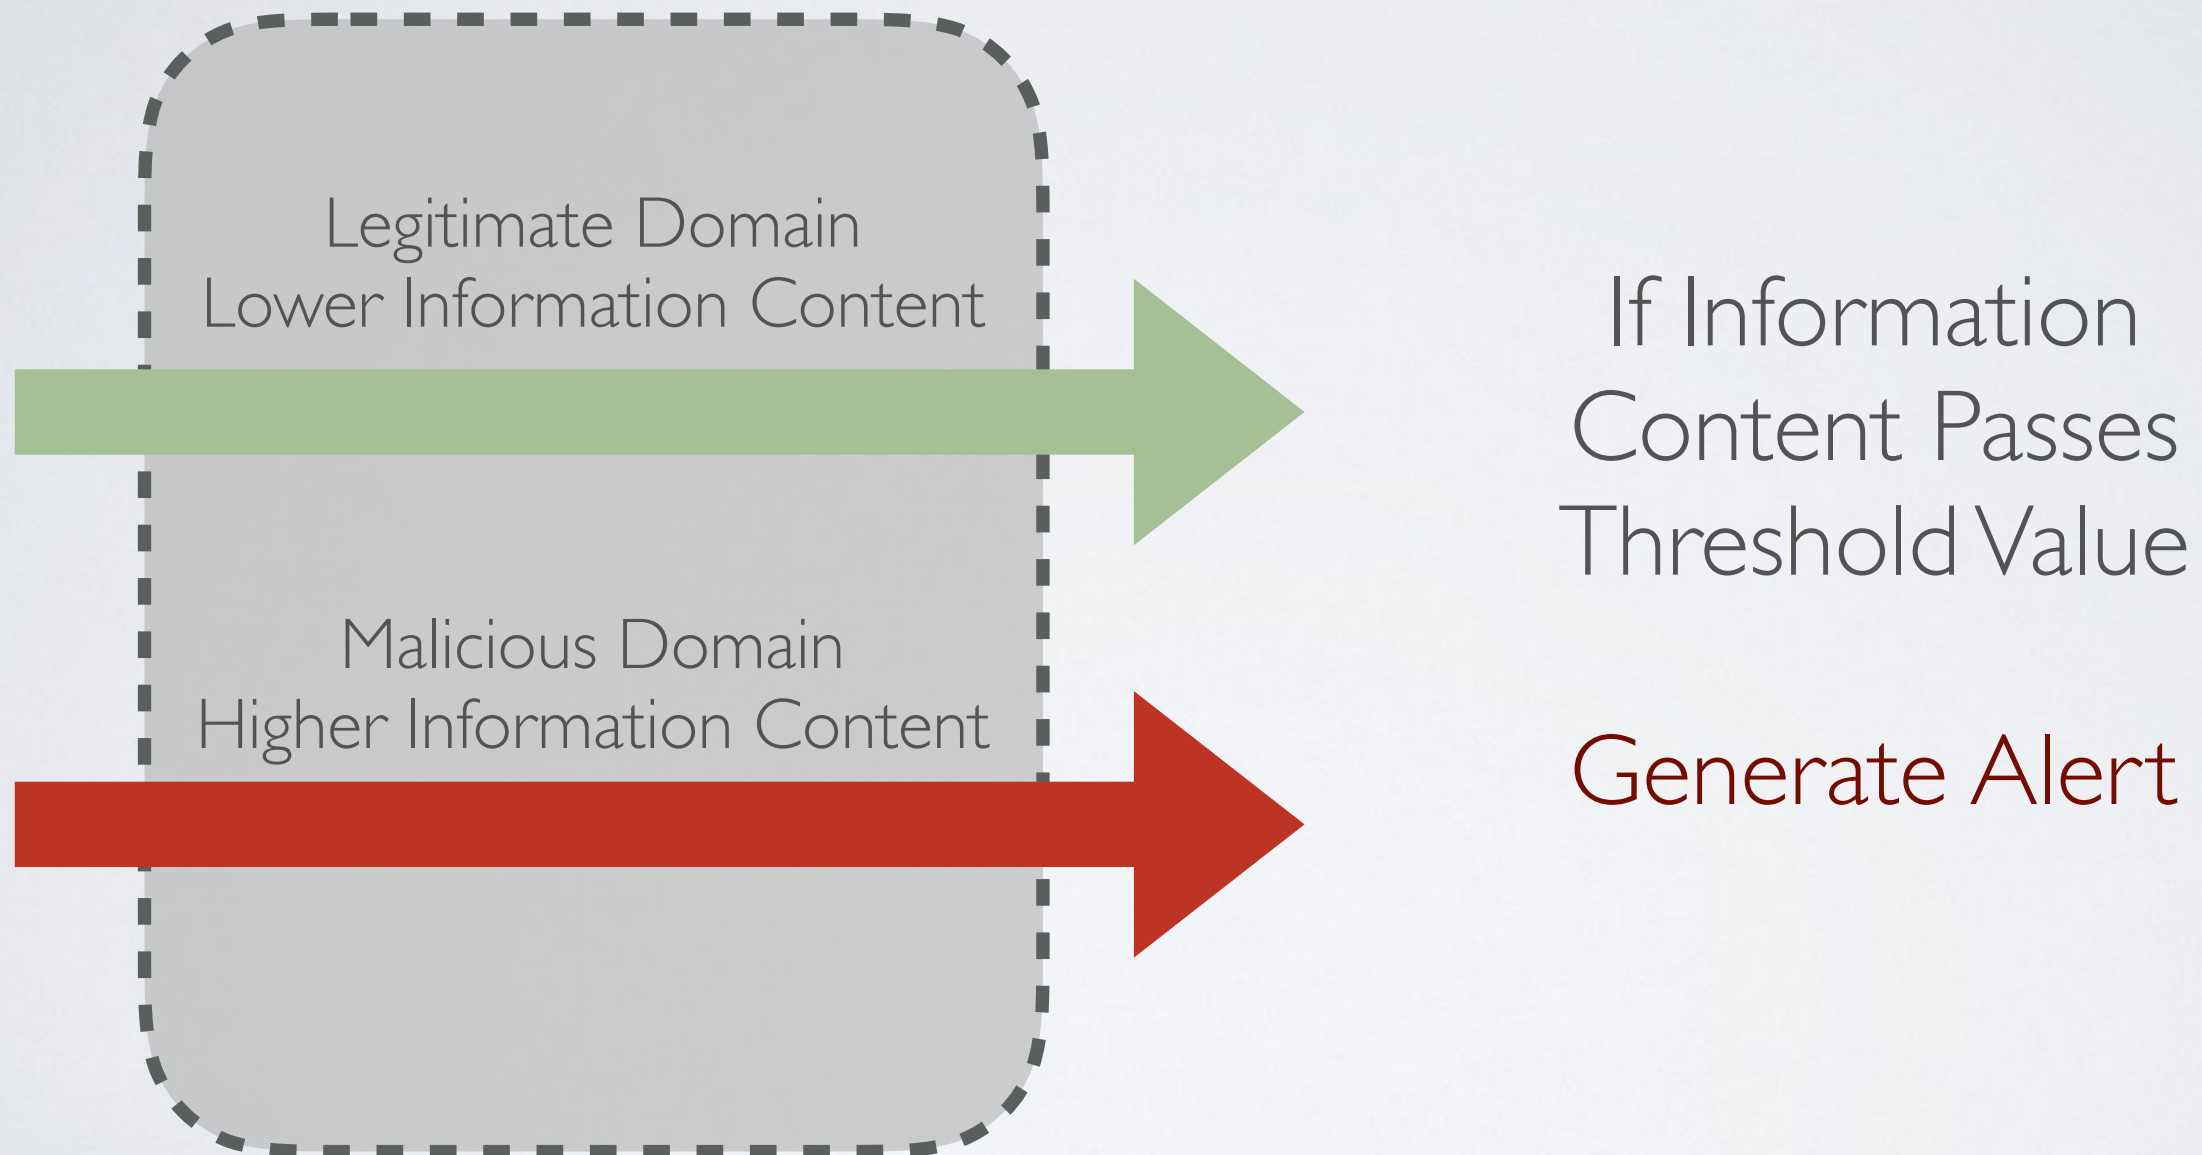 Legitimate Domain
Lower Information Content
Malicious Domain
Higher Information Content
If Information
Content Passes
Threshold Value
Generate Alert